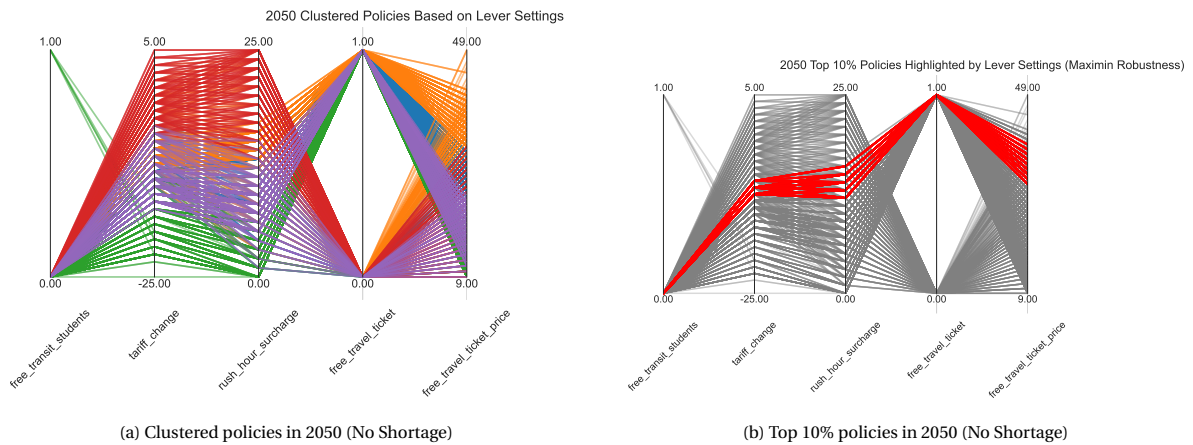 2050 Clustered Policies Based on Lever Settings
1.00 5.00 25.00 1.00 49.00
0.00 -25.00 0.00 0.00 9.00
free_transit_students
tariff_change
rush_hour_surcharge
free_travel_ticket
free_travel_ticket_price
(a) Clustered policies in 2050 (No Shortage)
2050 Top 10% Policies Highlighted by Lever Settings (Maximin Robustness)
1.00 5.00 25.00 1.00 49.00
0.00 -25.00 0.00 0.00 9.00
free_transit_students
tariff_change
rush_hour_surcharge
free_travel_ticket
free_travel_ticket_price
(b) Top 10% policies in 2050 (No Shortage)